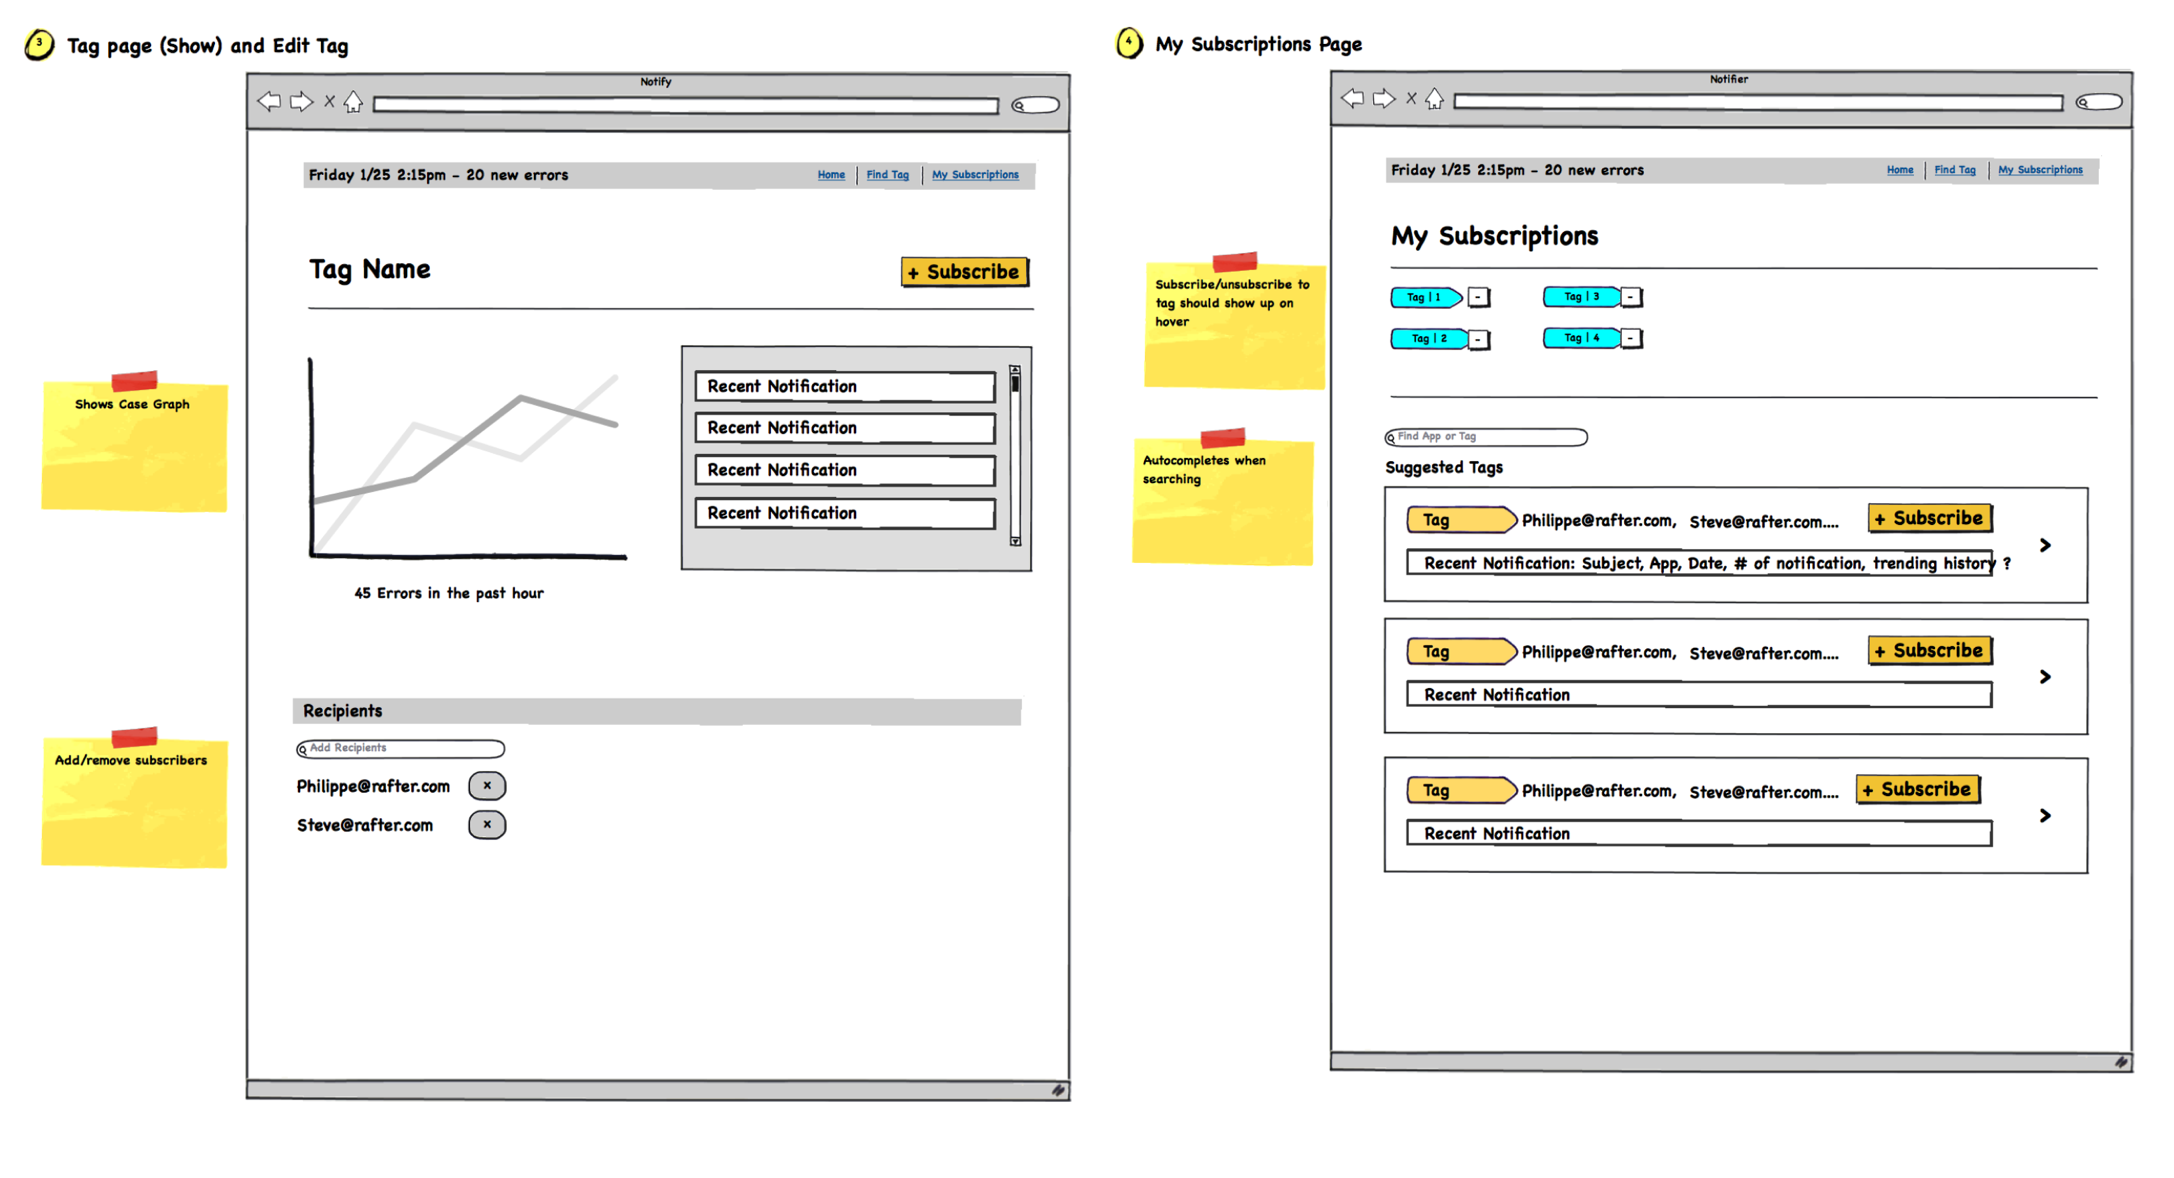 3 Tag page (Show) and Edit Tag
Notify
Friday 1/25 2:15pm - 20 new errors
Home | Find Tag | My Subscriptions
Tag Name
+ Subscribe
Shows Case Graph
Recent Notification
Recent Notification
Recent Notification
Recent Notification
45 Errors in the past hour
Recipients
Add/remove subscribers
Add Recipients
Philippe@rafter.com x
Steve@rafter.com x
4 My Subscriptions Page
Notifier
Friday 1/25 2:15pm - 20 new errors
Home | Find Tag | My Subscriptions
My Subscriptions
Subscribe/unsubscribe to
tag should show up on
hover
Tag | 1 -
Tag | 3 -
Tag | 2 -
Tag | 4 -
Autocompletes when
searching
Find App or Tag
Suggested Tags
Tag Philippe@rafter.com, Steve@rafter.com.... + Subscribe
Recent Notification: Subject, App, Date, # of notification, trending history ?
>
Tag Philippe@rafter.com, Steve@rafter.com.... + Subscribe
Recent Notification
>
Tag Philippe@rafter.com, Steve@rafter.com.... + Subscribe
Recent Notification
>